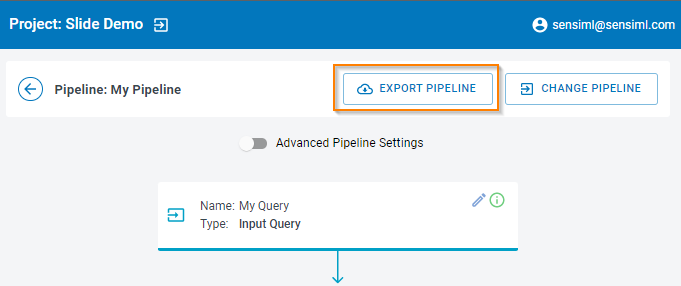 Project: Slide Demo
sensiml@sensiml.com
Pipeline: My Pipeline
EXPORT PIPELINE
CHANGE PIPELINE
Advanced Pipeline Settings
Name: My Query
Type: Input Query